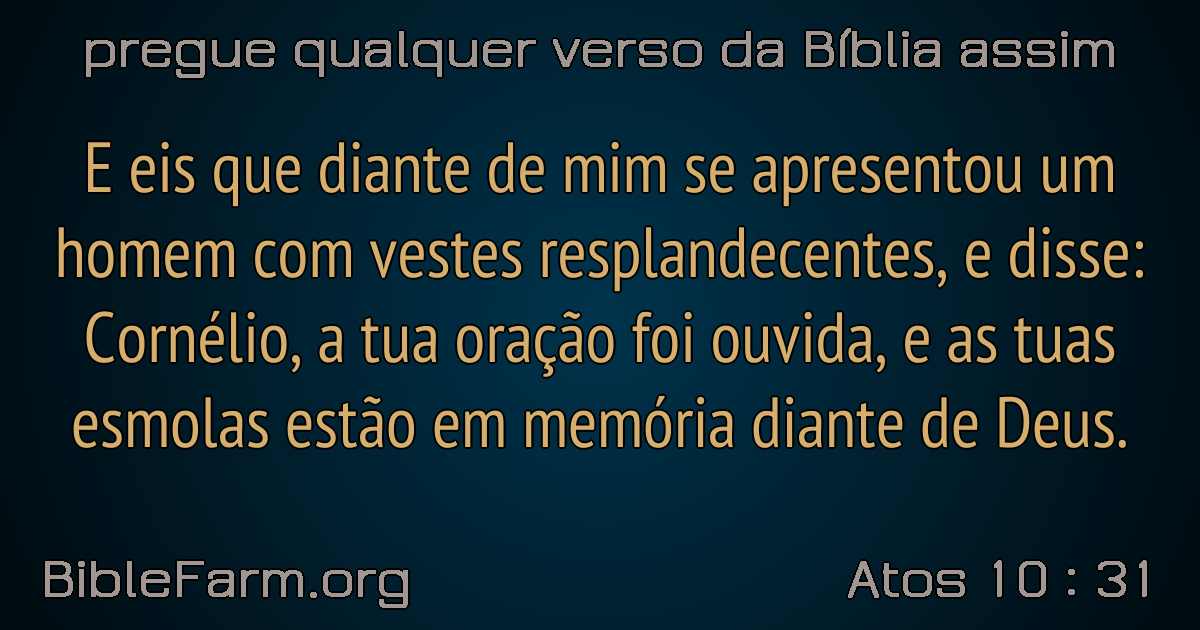 pregue qualquer verso da Bíblia assim
E eis que diante de mim se apresentou um
homem com vestes resplandecentes, e disse:
Cornélio, a tua oração foi ouvida, e as tuas
esmolas estão em memória diante de Deus.
BibleFarm.org
Atos 10 : 31